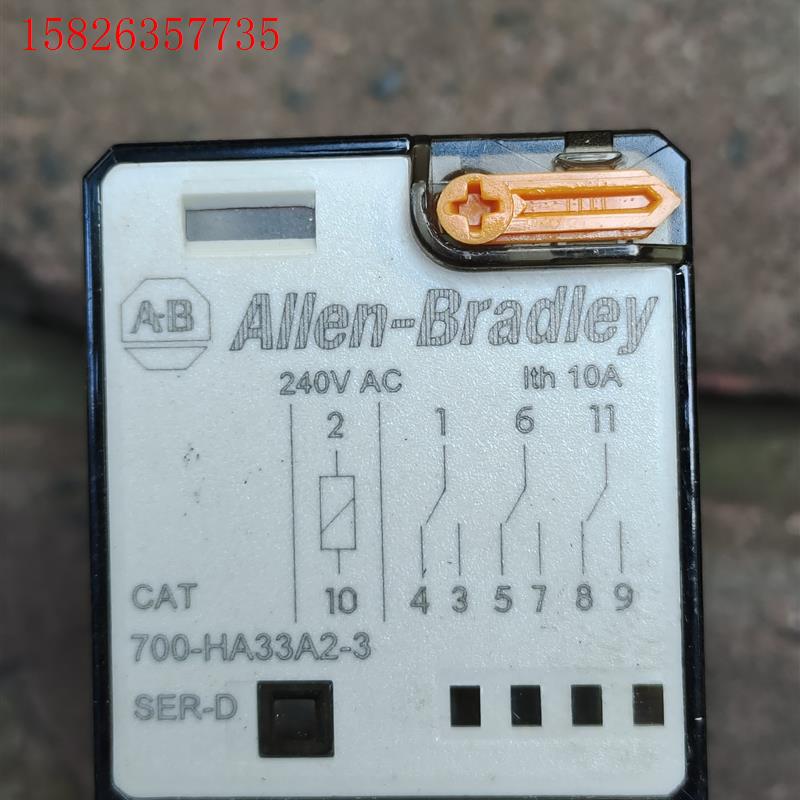 15826357735
A-B Allen-Bradley
240V AC Ith 10A
2 1 6 11
10 4 3 5 7 8 9
CAT
700-HA33A2-3
SER-D